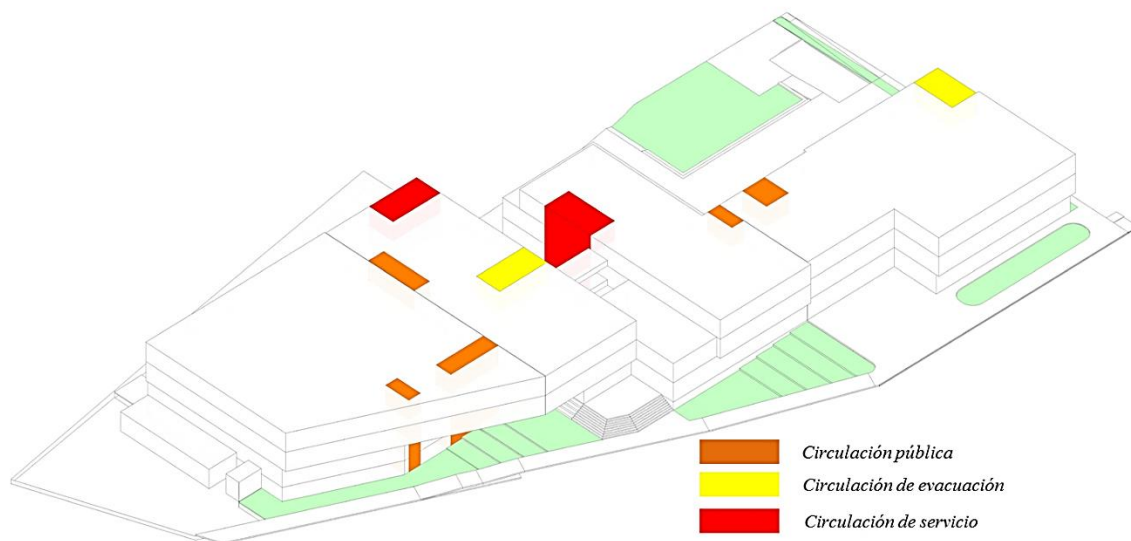 Circulación pública
Circulación de evacuación
Circulación de servicio